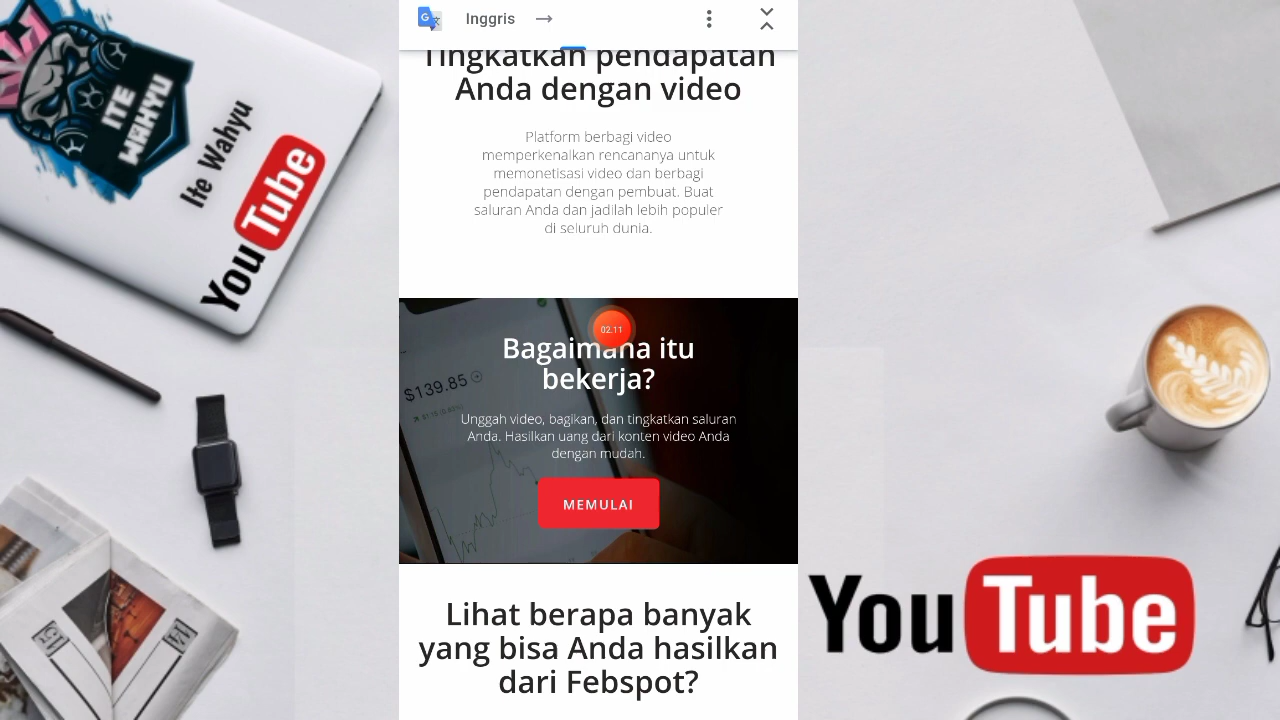 ITE
WAHYU
Ite Wahyu
YouTube
Inggris
Tingkatkan pendapatan
Anda dengan video
Platform berbagi video
memperkenalkan rencananya untuk
memonetisasi video dan berbagi
pendapatan dengan pembuat. Buat
saluran Anda dan jadilah lebih populer
di seluruh dunia.
02.11
Bagaimana itu
bekerja?
$139.85
Unggah video, bagikan, dan tingkatkan saluran
Anda. Hasilkan uang dari konten video Anda
dengan mudah.
MEMULAI
Lihat berapa banyak
yang bisa Anda hasilkan
dari Febspot?
YouTube